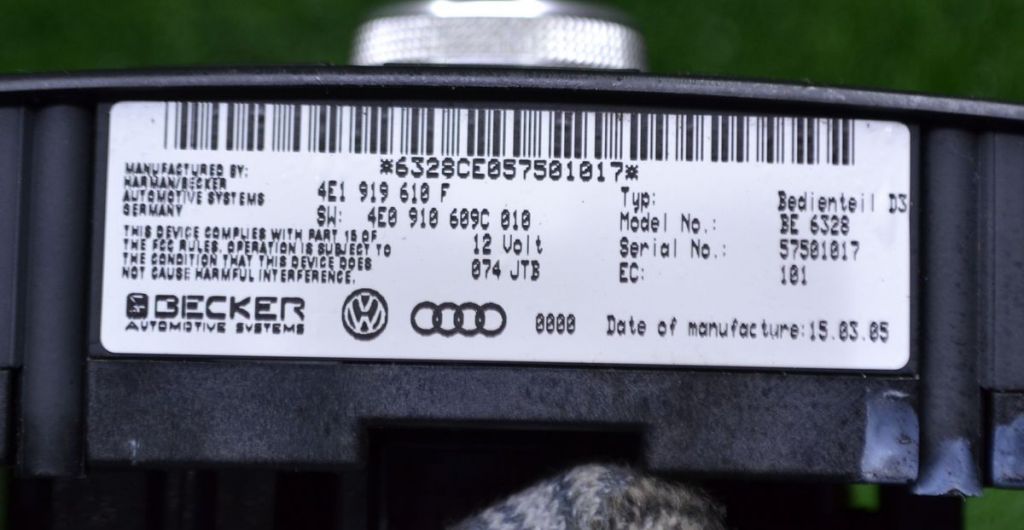 *6328CE057501017*
MANUFACTURED BY:
HARMAN/BECKER
AUTOMOTIVE SYSTEMS
GERMANY
THIS DEVICE COMPLIES WITH PART 15 OF
THE FCC RULES. OPERATION IS SUBJECT TO
THE CONDITION THAT THIS DEVICE DOES
NOT CAUSE HARMFUL INTERFERENCE.
4E1 919 610 F
SW: 4E0 910 609C 010
12 Volt
074 JTB
Typ: Bedienteil D3
Model No.: BE 6328
Serial No.: 57501017
EC: 101
BECKER
AUTOMOTIVE SYSTEMS
0000
Date of manufacture:15.03.05